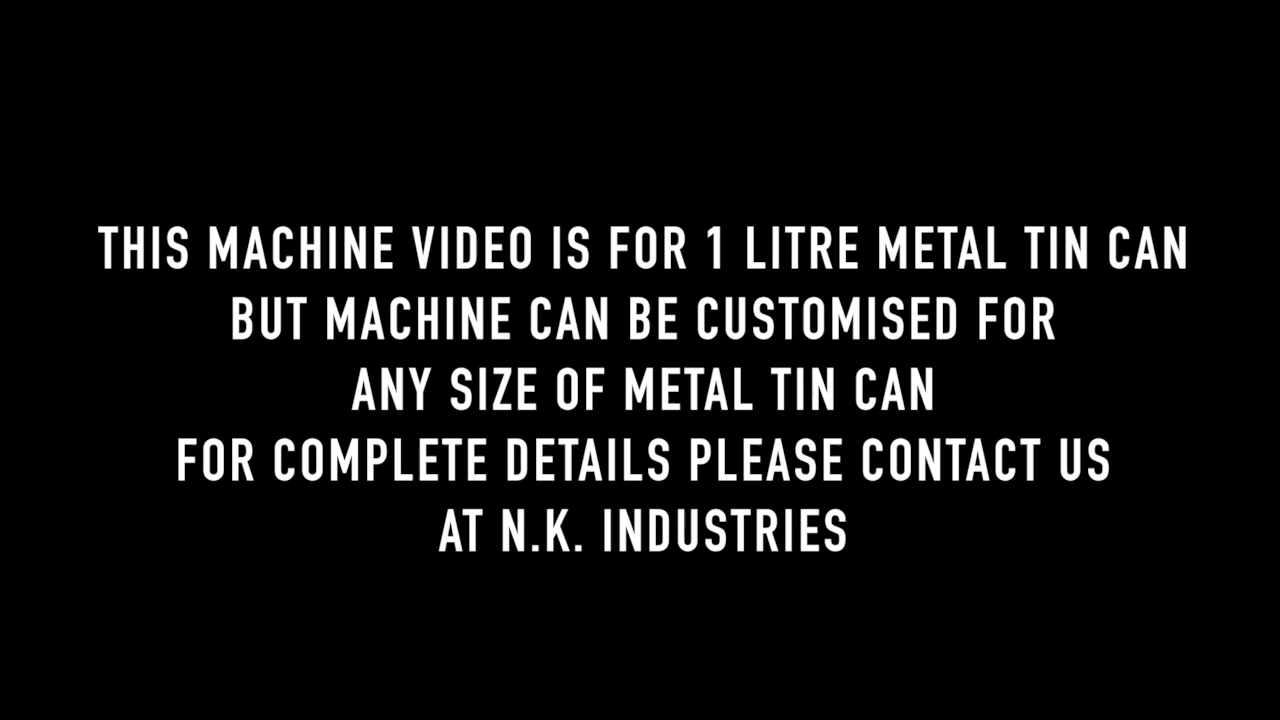 THIS MACHINE VIDEO IS FOR 1 LITRE METAL TIN CAN
BUT MACHINE CAN BE CUSTOMISED FOR
ANY SIZE OF METAL TIN CAN
FOR COMPLETE DETAILS PLEASE CONTACT US
AT N.K. INDUSTRIES